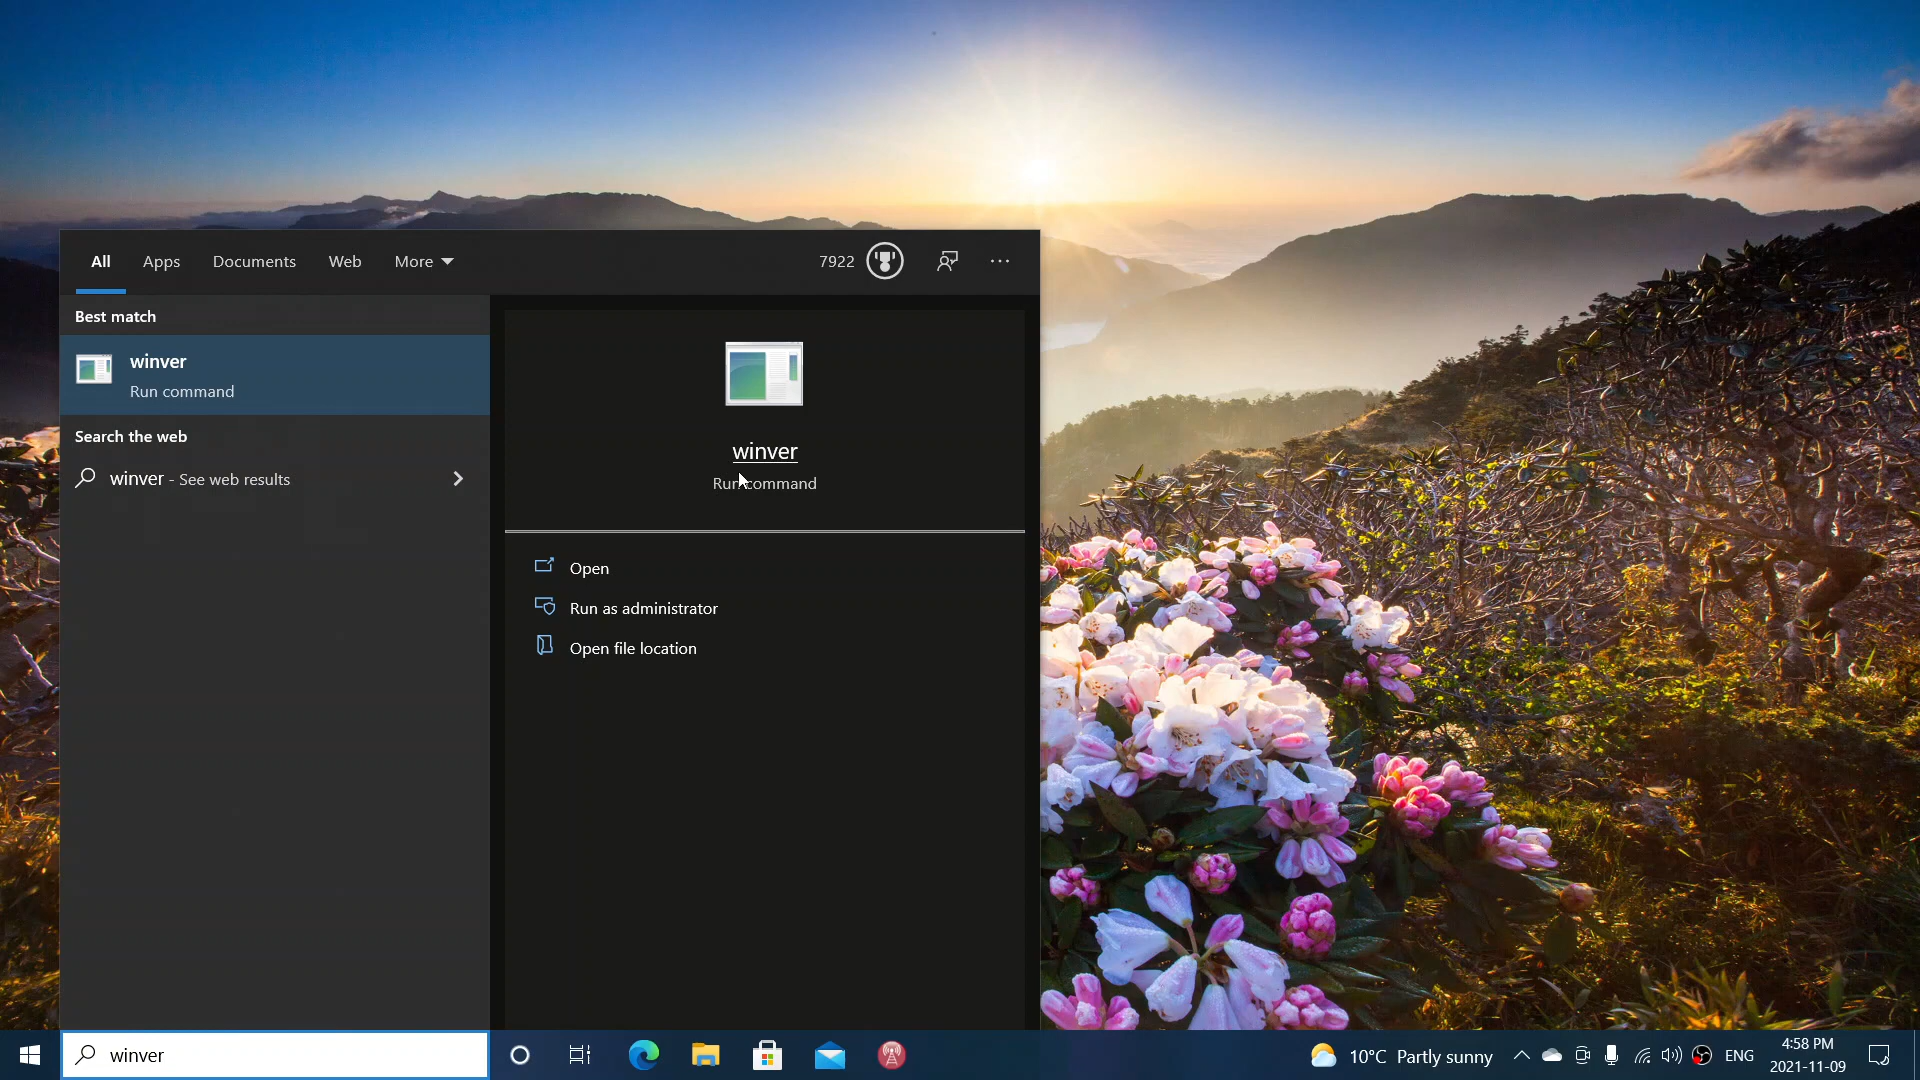 All Apps Documents Web More 7922
Best match
winver
Run command
Search the web
winver - See web results
winver
Run command
Open
Run as administrator
Open file location
winver
10°C Partly sunny
ENG
4:58 PM
2021-11-09